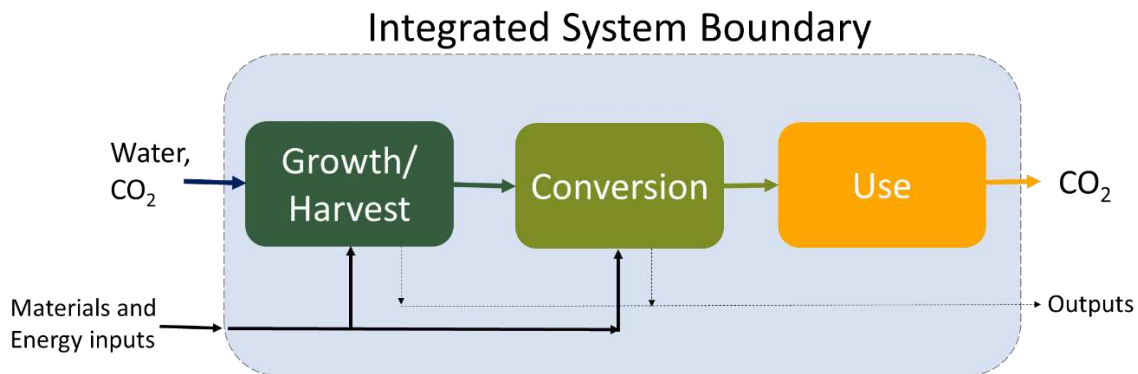 Integrated System Boundary
Water,
CO₂
Growth/
Harvest
Conversion
Use
CO₂
Materials and
Energy inputs
Outputs